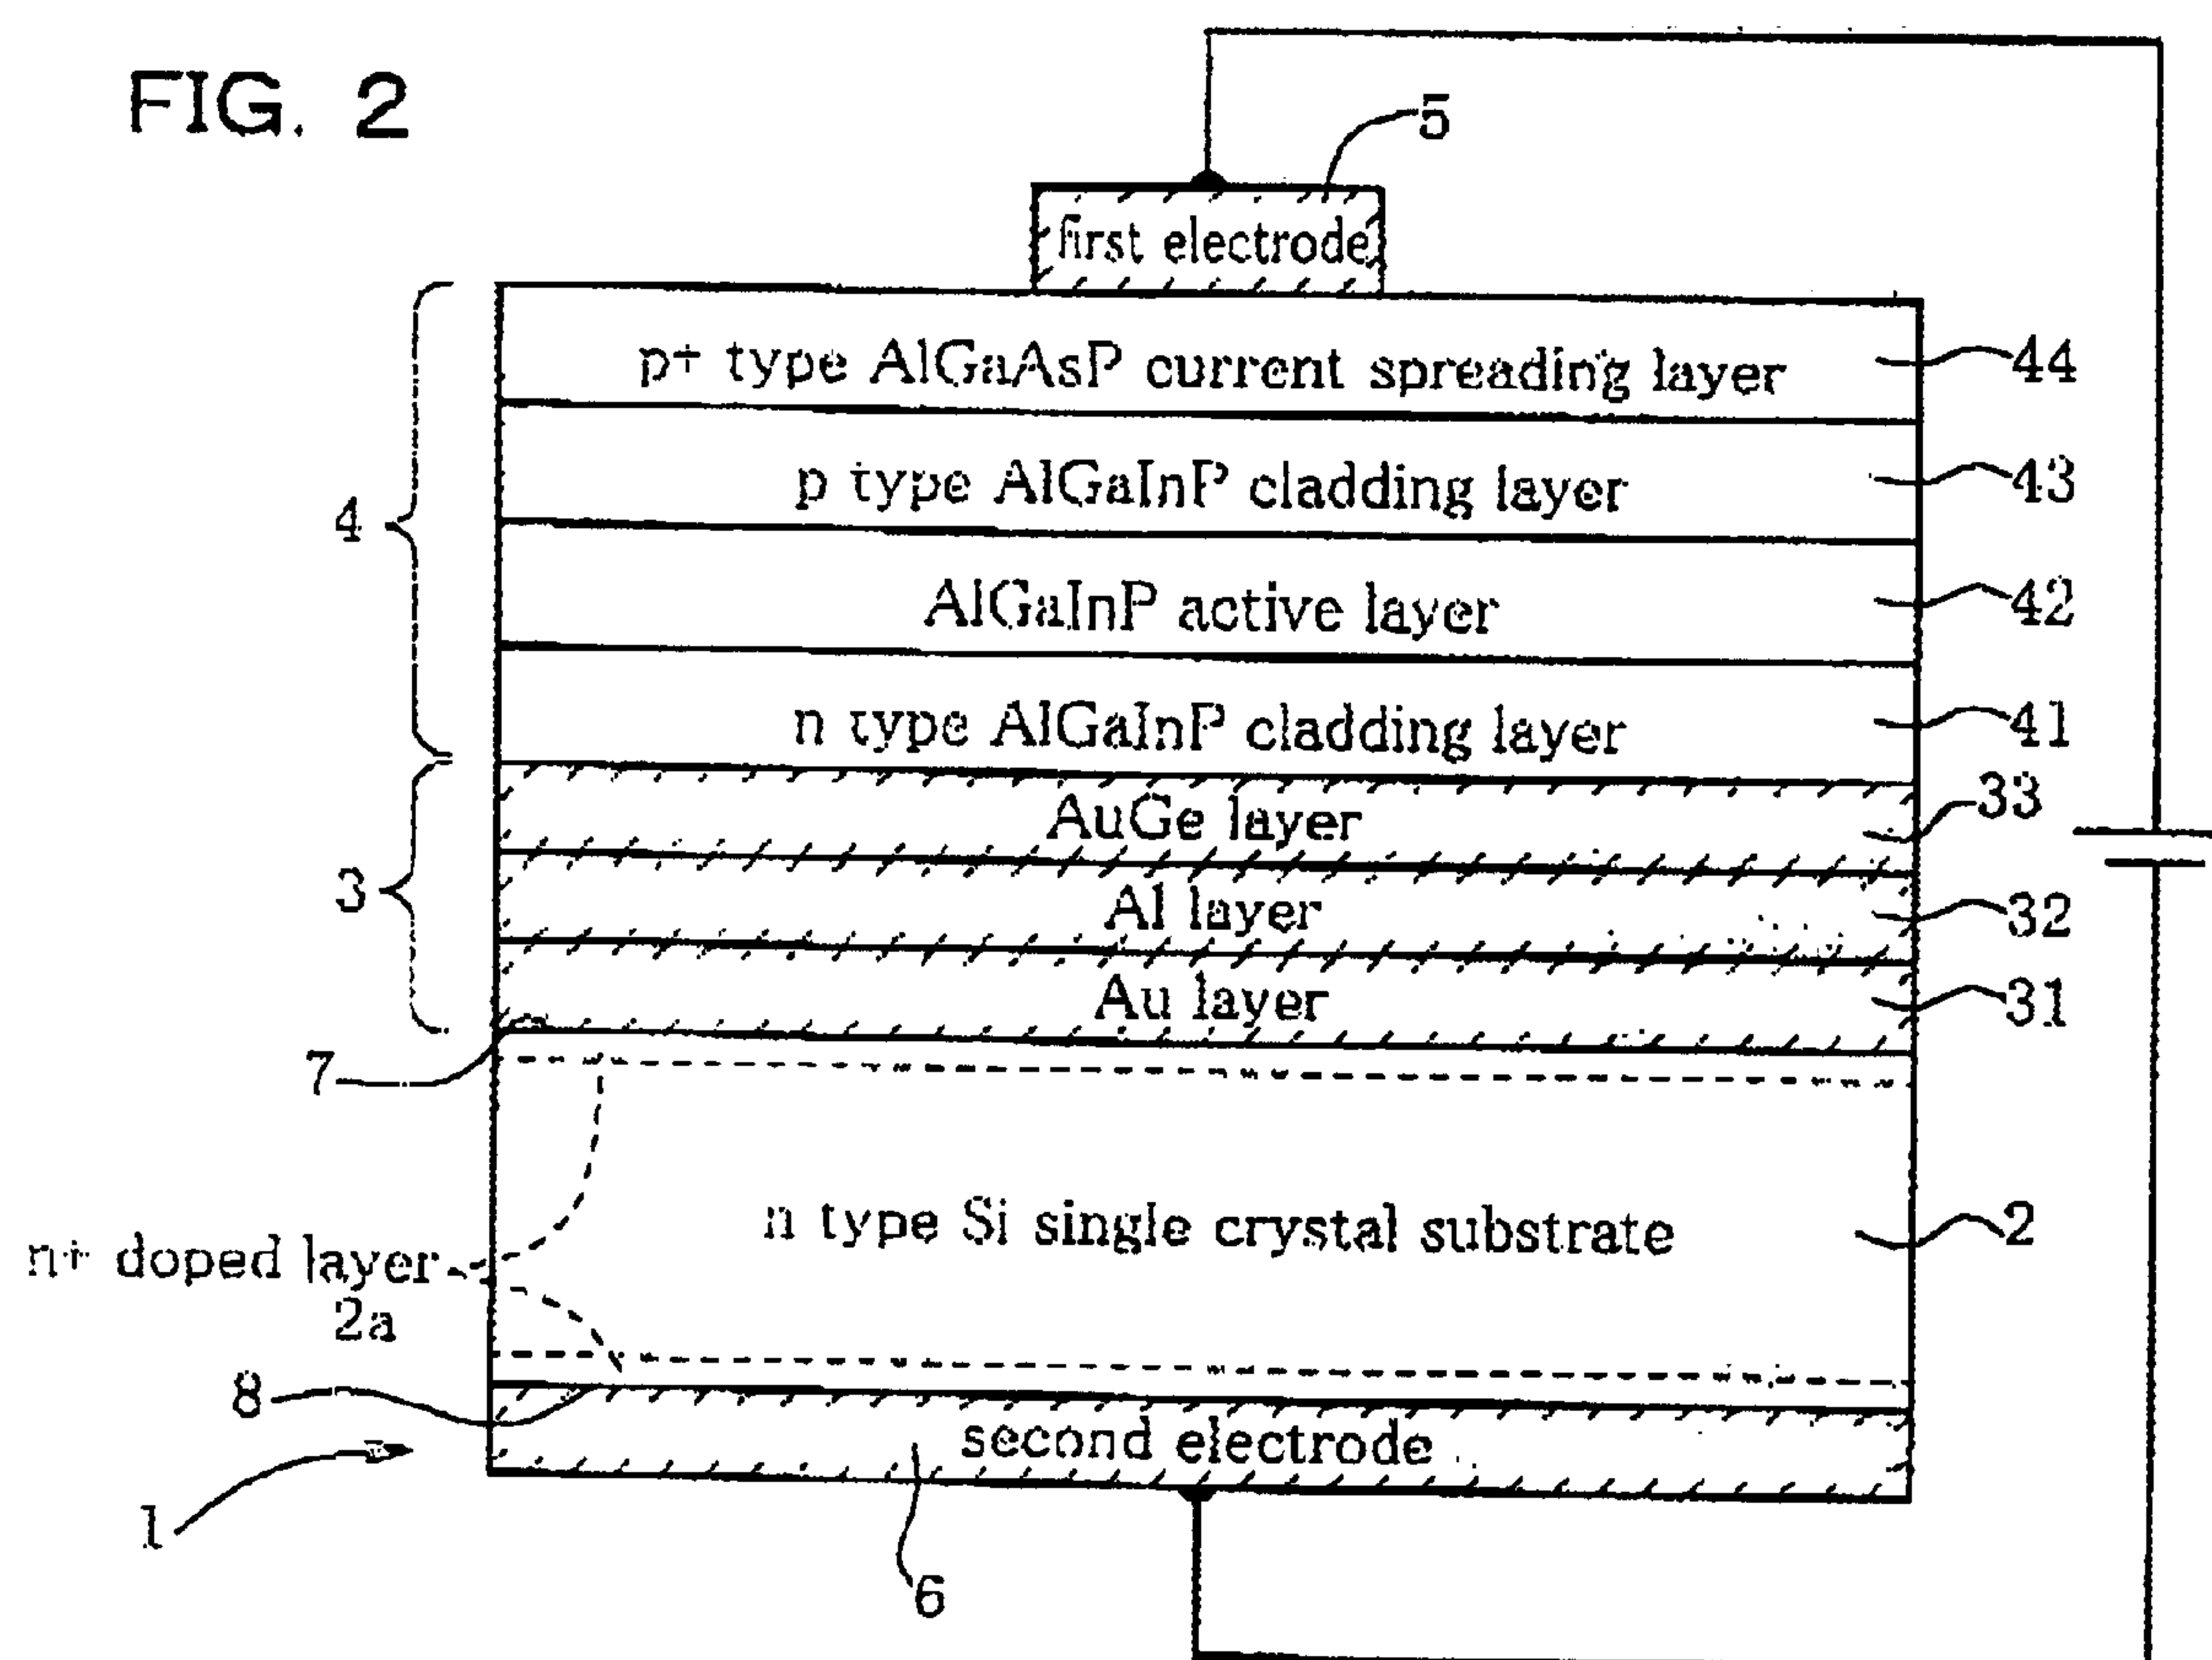 FIG. 2
5
first electrode
p+ type AlGaAsP current spreading layer
44
p type AlGaInP cladding layer
43
4
AlGaInP active layer
42
n type AlGaInP cladding layer
41
AuGe layer
33
3
Al layer
32
Au layer
31
7
n type Si single crystal substrate
2
n+ doped layer
2a
8
second electrode
1
6